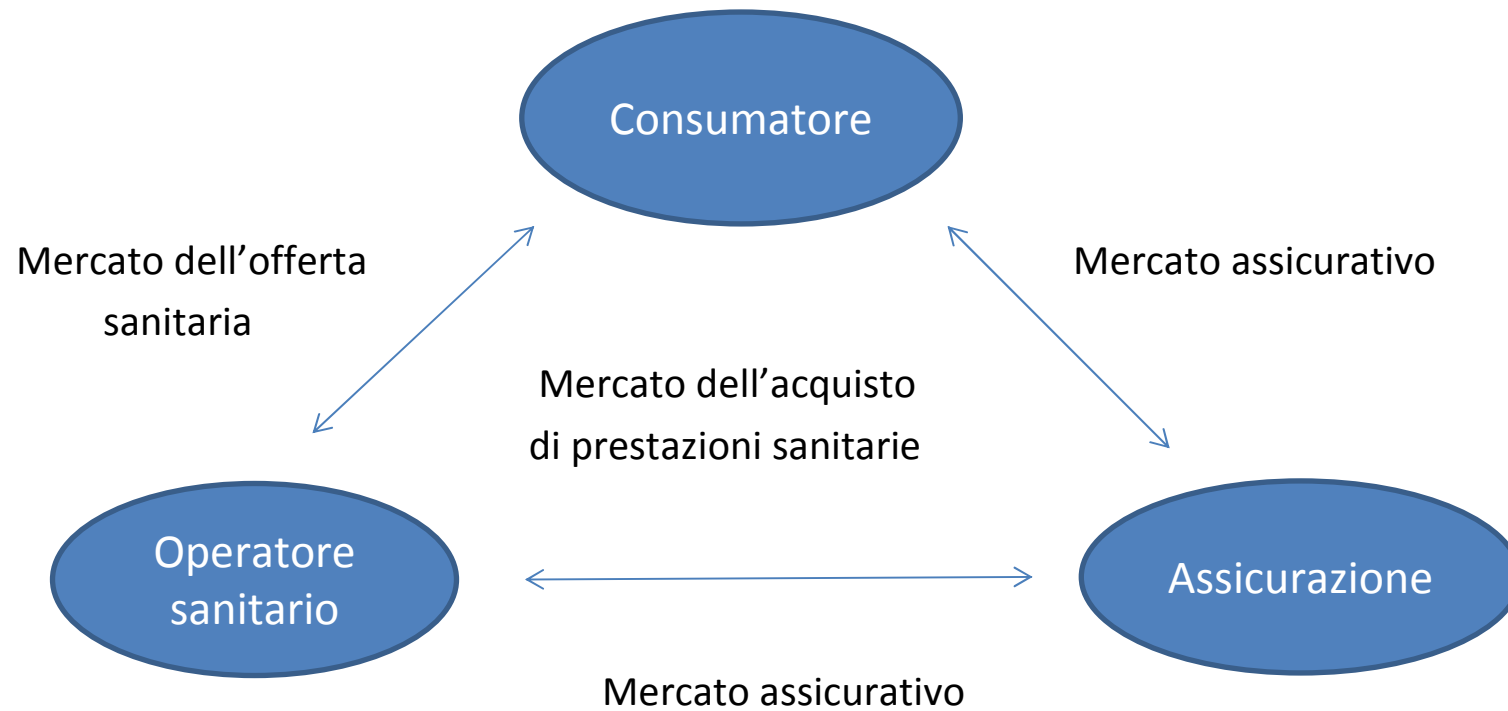 Consumatore
Mercato dell’offerta
sanitaria
Mercato assicurativo
Mercato dell’acquisto
di prestazioni sanitarie
Operatore
sanitario
Assicurazione
Mercato assicurativo